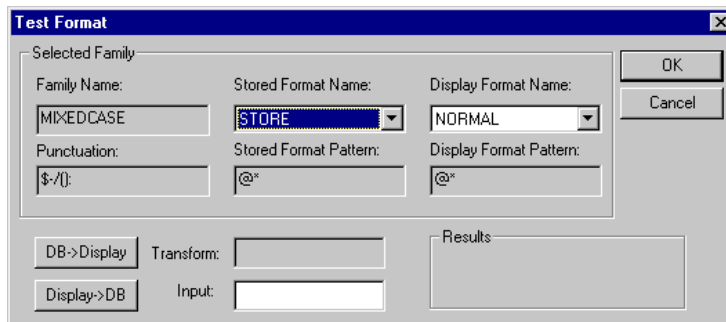 Test Format
Selected Family
OK
Family Name: Stored Format Name: Display Format Name:
Cancel
MIXEDCASE STORE NORMAL
Punctuation: Stored Format Pattern: Display Format Pattern:
$-/(): @* @*
Results
DB->Display Transform:
Display->DB Input: